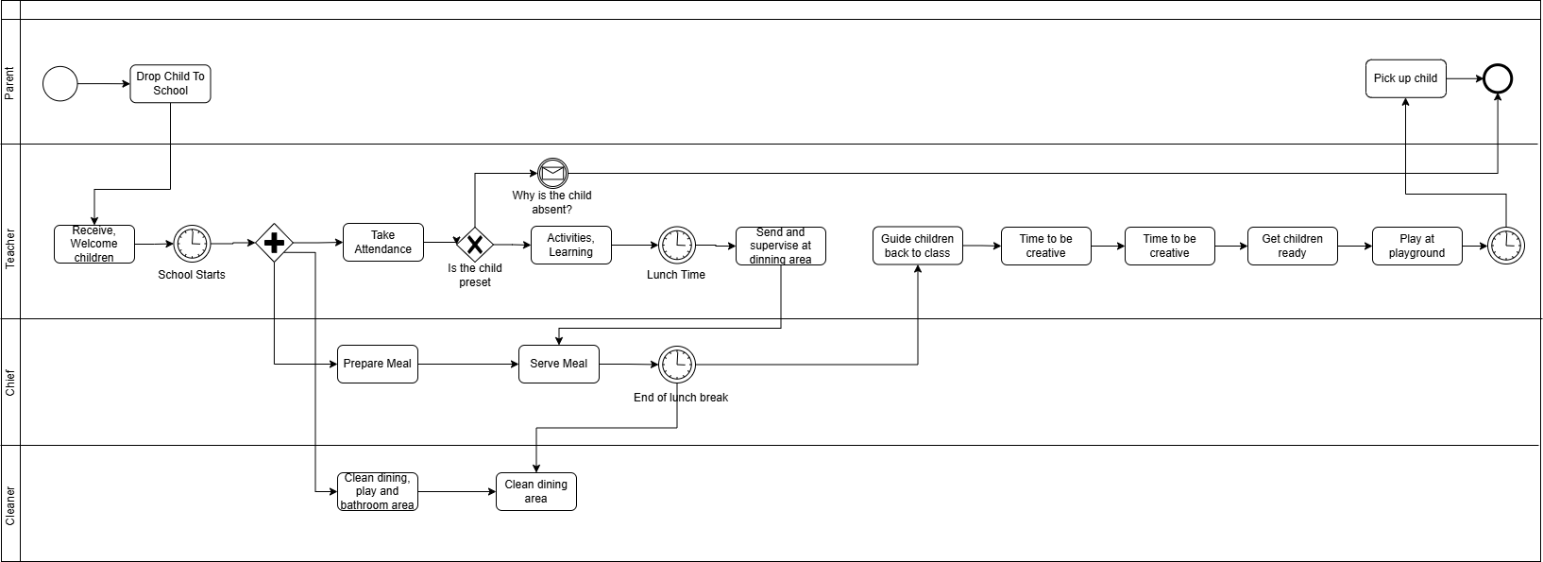 Parent
Drop Child To
School
Pick up child
Teacher
Why is the child
absent?
Receive,
Welcome
children
School Starts
Take
Attendance
Is the child
preset
Activities,
Learning
Lunch Time
Send and
supervise at
dinning area
Guide children
back to class
Time to be
creative
Time to be
creative
Get children
ready
Play at
playground
Chief
Prepare Meal
Serve Meal
End of lunch break
Cleaner
Clean dining,
play and
bathroom area
Clean dining
area